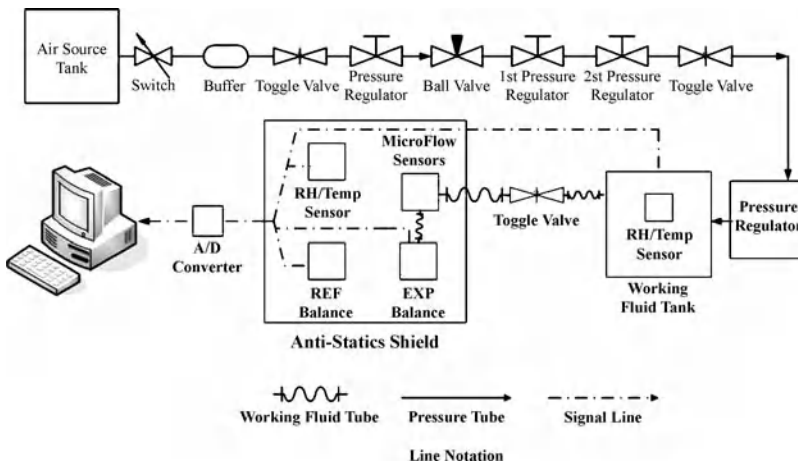 Air Source
Tank
Switch
Buffer
Toggle Valve
Pressure
Regulator
Ball Valve
1st Pressure
Regulator
2st Pressure
Regulator
Toggle Valve
MicroFlow
Sensors
RH/Temp
Sensor
Toggle Valve
RH/Temp
Sensor
Pressure
Regulator
A/D
Converter
REF
Balance
EXP
Balance
Working
Fluid Tank
Anti-Statics Shield
Working Fluid Tube
Pressure Tube
Signal Line
Line Notation